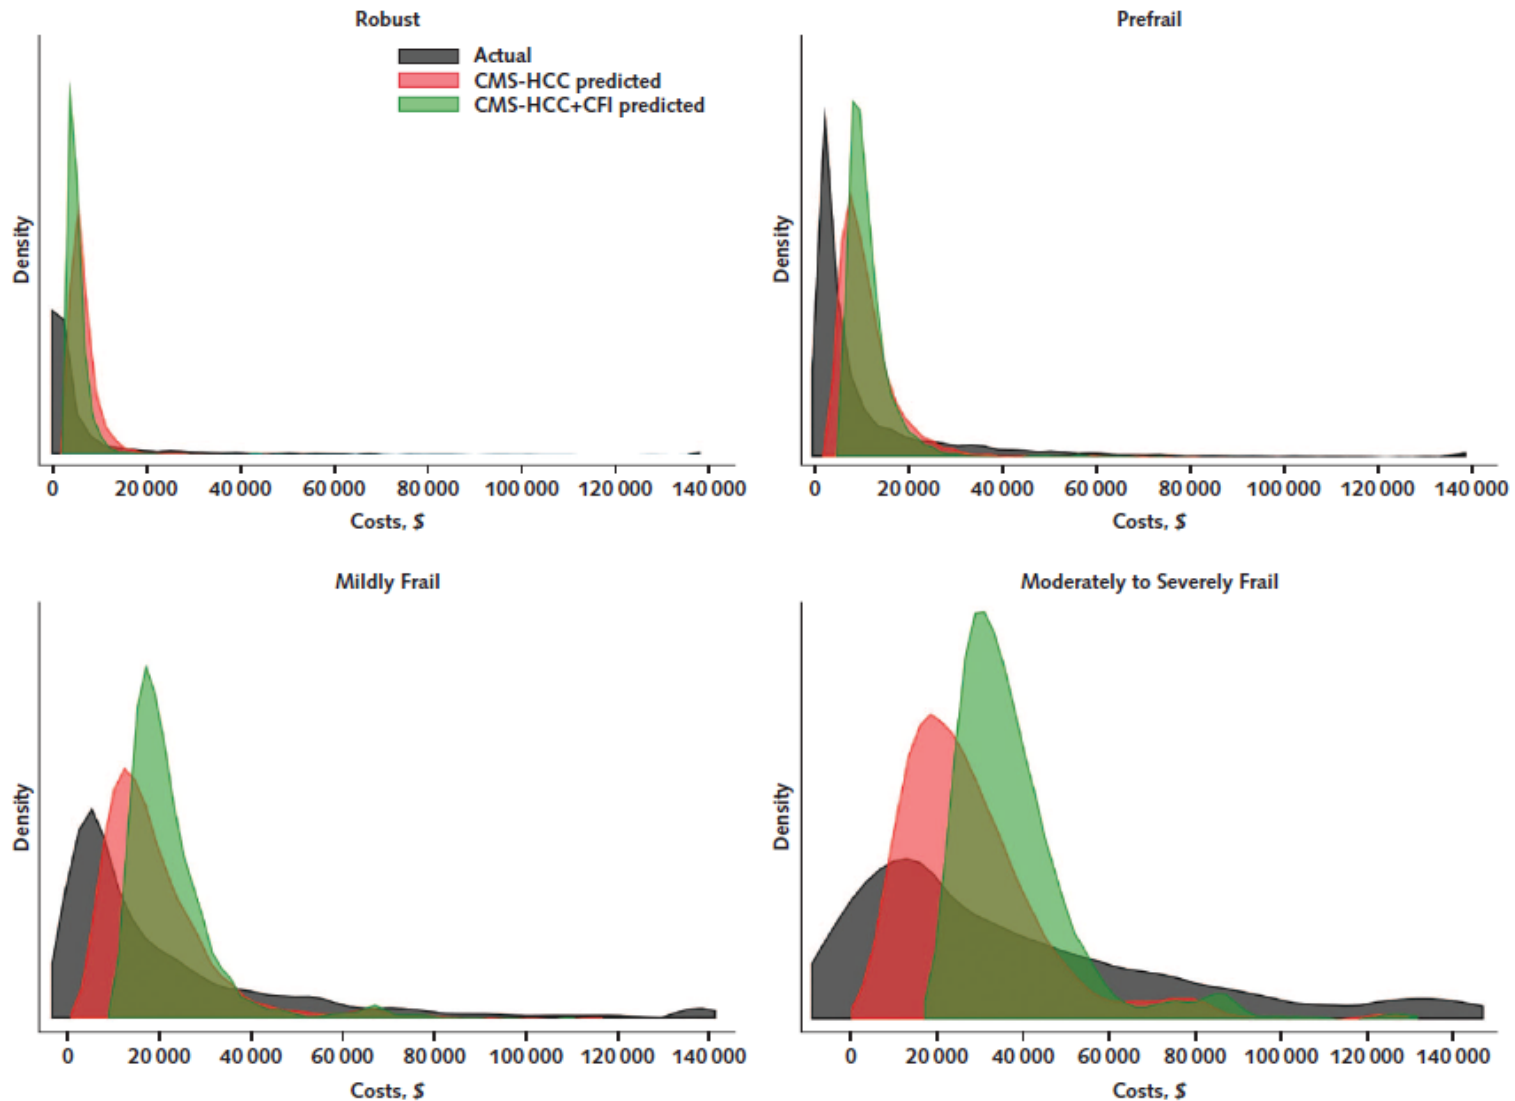 Robust
Actual
CMS-HCC predicted
CMS-HCC+CFI predicted
Density
0 20 000 40 000 60 000 80 000 100 000 120 000 140 000
Costs, $
Prefrail
Density
0 20 000 40 000 60 000 80 000 100 000 120 000 140 000
Costs, $
Mildly Frail
Density
0 20 000 40 000 60 000 80 000 100 000 120 000 140 000
Costs, $
Moderately to Severely Frail
Density
0 20 000 40 000 60 000 80 000 100 000 120 000 140 000
Costs, $